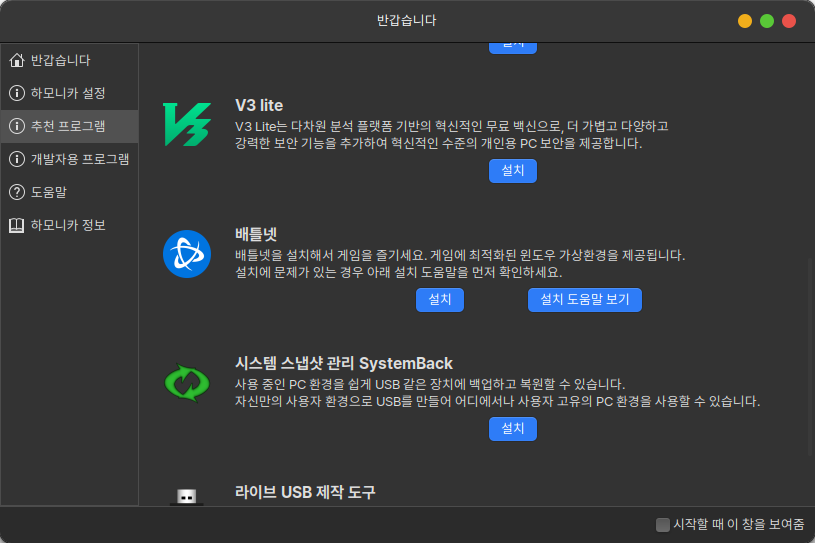 반갑습니다
반갑습니다
하모니카 설정
추천 프로그램
개발자용 프로그램
도움말
하모니카 정보
설치
V3 lite
V3 Lite는 다차원 분석 플랫폼 기반의 혁신적인 무료 백신으로, 더 가볍고 다양하고
강력한 보안 기능을 추가하여 혁신적인 수준의 개인용 PC 보안을 제공합니다.
설치
배틀넷
배틀넷을 설치해서 게임을 즐기세요. 게임에 최적화된 윈도우 가상환경을 제공됩니다.
설치에 문제가 있는 경우 아래 설치 도움말을 먼저 확인하세요.
설치
설치 도움말 보기
시스템 스냅샷 관리 SystemBack
사용 중인 PC 환경을 쉽게 USB 같은 장치에 백업하고 복원할 수 있습니다.
자신만의 사용자 환경으로 USB를 만들어 어디에서나 사용자 고유의 PC 환경을 사용할 수 있습니다.
설치
라이브 USB 제작 도구
시작할 때 이 창을 보여줌